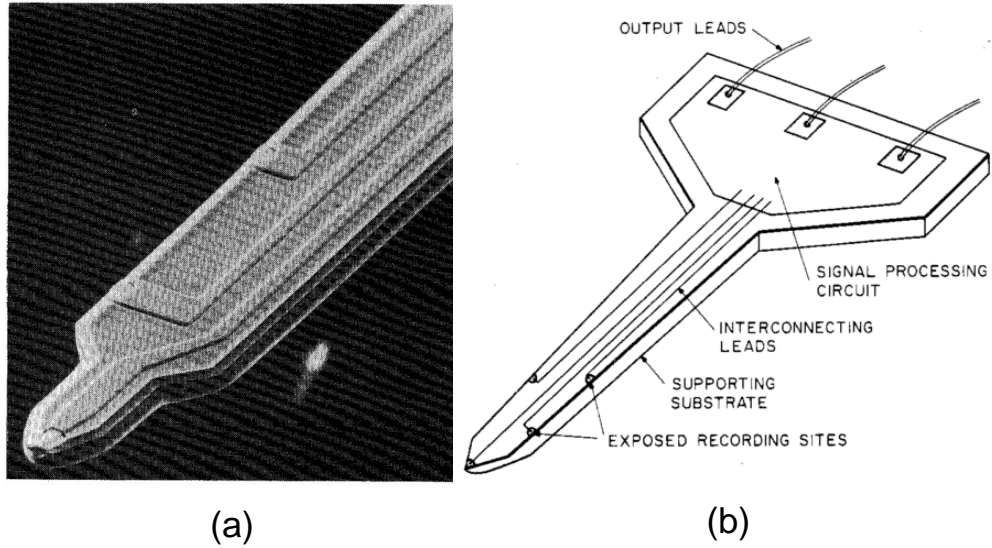 OUTPUT LEADS
SIGNAL PROCESSING
CIRCUIT
INTERCONNECTING
LEADS
SUPPORTING
SUBSTRATE
EXPOSED RECORDING SITES
(a)
(b)